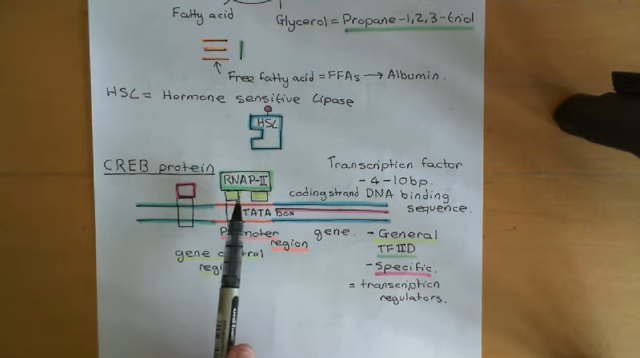 Fatty acid
Glycerol = Propane-1,2,3-triol
Free fatty acid = FFAs → Albumin.
HSL = Hormone sensitive Lipase
HSL
CREB protein
RNAP-II
Transcription factor
- 4-10bp.
coding strand DNA binding
sequence.
TATA Box
Promoter
region
gene.
gene control
region
- General
TFIID
- Specific.
= transcription
regulators.